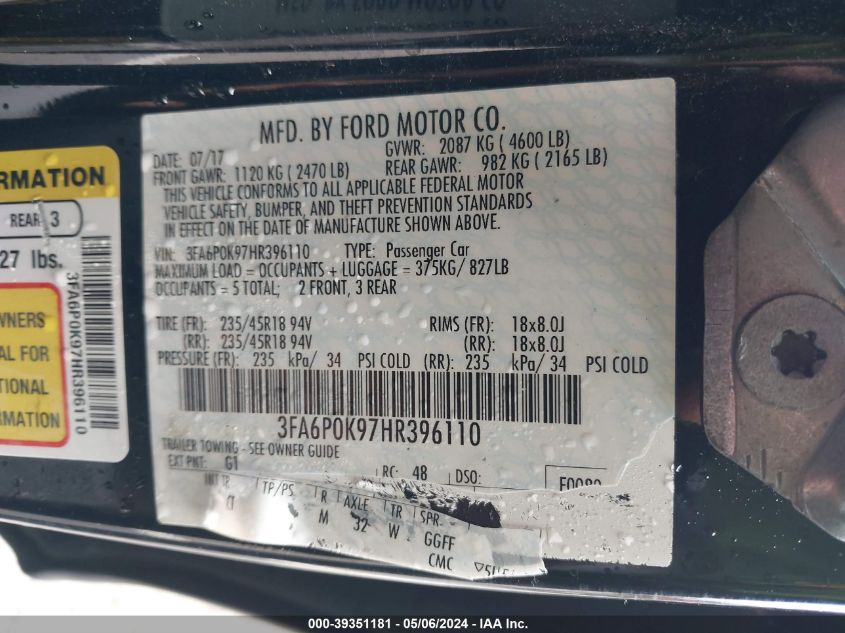 MFD. BY FORD MOTOR CO.
DATE: 07/17
GVWR: 2087 KG ( 4600 LB)
FRONT GAWR: 1120 KG ( 2470 LB)
REAR GAWR: 982 KG ( 2165 LB)
THIS VEHICLE CONFORMS TO ALL APPLICABLE FEDERAL MOTOR
VEHICLE SAFETY, BUMPER, AND THEFT PREVENTION STANDARDS
IN EFFECT ON THE DATE OF MANUFACTURE SHOWN ABOVE.
VIN: 3FA6P0K97HR396110 TYPE: Passenger Car
MAXIMUM LOAD = OCCUPANTS + LUGGAGE = 375KG/ 827LB
OCCUPANTS = 5 TOTAL; 2 FRONT, 3 REAR
TIRE (FR): 235/45R18 94V RIMS (FR): 18x8.0J
(RR): 235/45R18 94V (RR): 18x8.0J
PRESSURE (FR): 235 kPa/ 34 PSI COLD (RR): 235 kPa/ 34 PSI COLD
3FA6P0K97HR396110
TRAILER TOWING - SEE OWNER GUIDE
EXT PNT: G1 RC: 48 DSO:
INT TR TP/PS R AXLE TR SPR
M 32 W GGFF
CMC
RMATION
REAR 3
27 lbs.
WNERS
AL FOR
TIONAL
3FA6P0K97HR396110
000-39351181 - 05/06/2024 - IAA Inc.